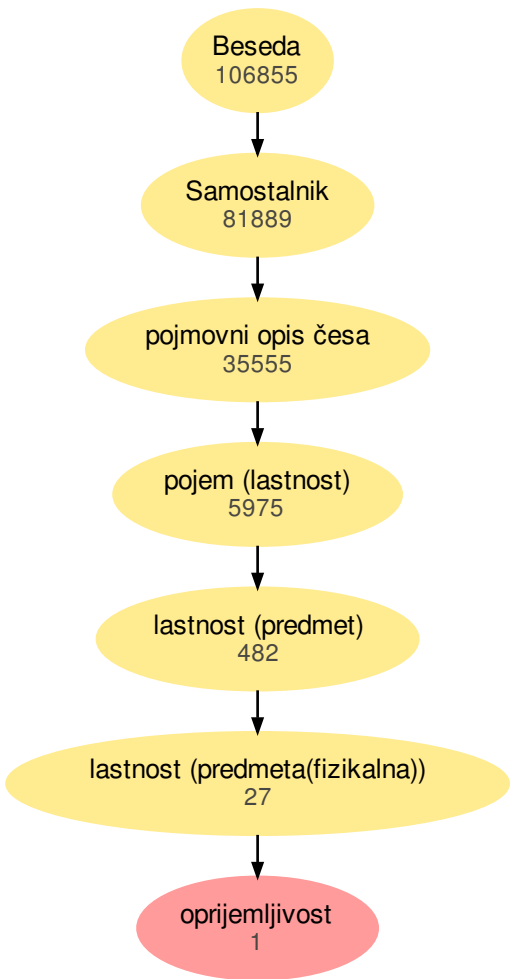 Beseda
106855
Samostalnik
81889
pojmovni opis česa
35555
pojem (lastnost)
5975
lastnost (predmet)
482
lastnost (predmeta(fizikalna))
27
oprijemljivost
1